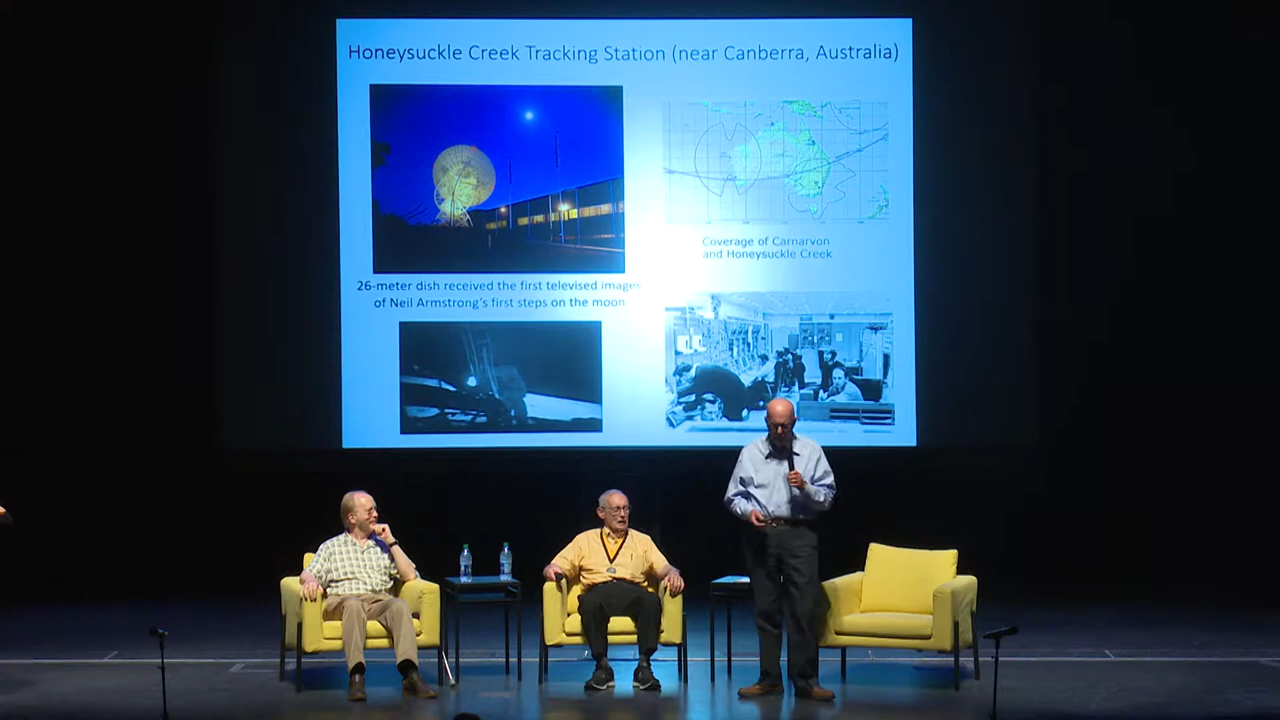 Honeysuckle Creek Tracking Station (near Canberra, Australia)
26-meter dish received the first televised images
of Neil Armstrong's first steps on the moon
Coverage of Carnarvon
and Honeysuckle Creek